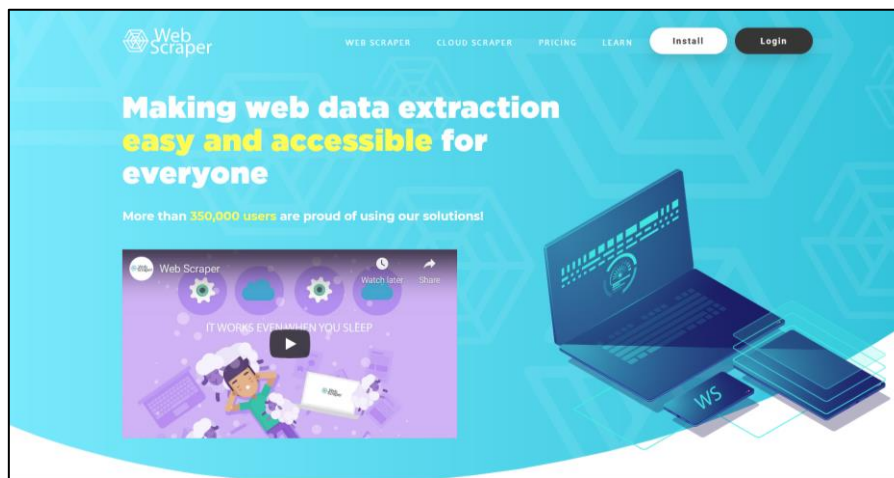 Web
Scraper
WEB SCRAPER CLOUD SCRAPER PRICING LEARN Install Login
Making web data extraction
easy and accessible for
everyone
More than 350,000 users are proud of using our solutions!
Web Scraper
Watch later Share
IT WORKS EVEN WHEN YOU SLEEP
Web
Scraper
WS